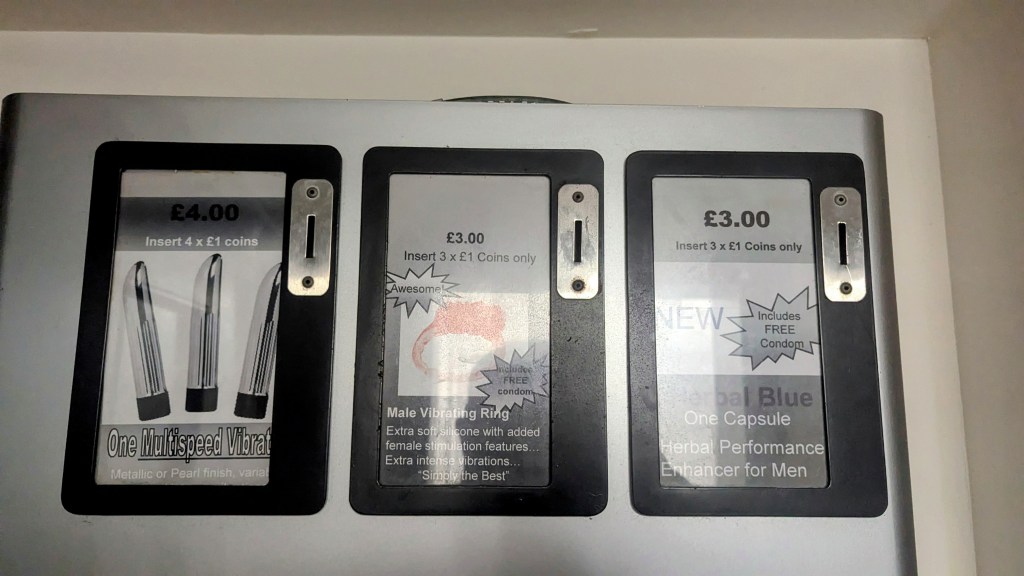 £4.00
Insert 4 x £1 coins
One Multispeed Vibrat
Metallic or Pearl finish, varia
£3.00
Insert 3 x £1 Coins only
Awesome!
Includes
FREE
condom
Male Vibrating Ring
Extra soft silicone with added
female stimulation features...
Extra intense vibrations...
"Simply the Best"
£3.00
Insert 3 x £1 Coins only
NEW
Includes
FREE
Condom
Herbal Blue
One Capsule
Herbal Performance
Enhancer for Men